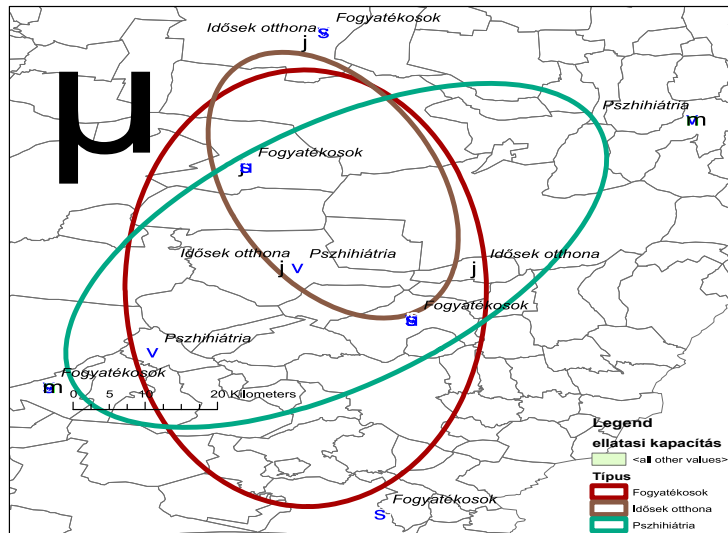 Fogyatékosok
s
Idősek otthona
j
µ
Pszhihiátria
m
Fogyatékosok
Idősek otthona
j
Pszhihiátria
v
Idősek otthona
j
Fogyatékosok
Pszhihiátria
v
Fogyatékosok
m
0 5 10 20 Kilometers
Fogyatékosok
s
Legend
ellatasi kapacítás
<all other values>
Típus
Fogyatékosok
Idősek otthona
Pszhihiátria